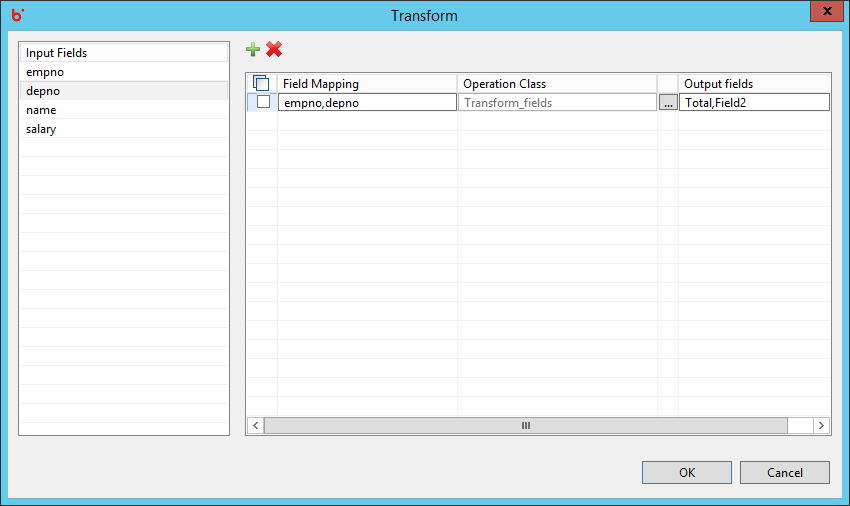 Transform
x
Input Fields
empno
depno
name
salary
Field Mapping Operation Class Output fields
empno,depno Transform_fields ... Total,Field2
OK Cancel